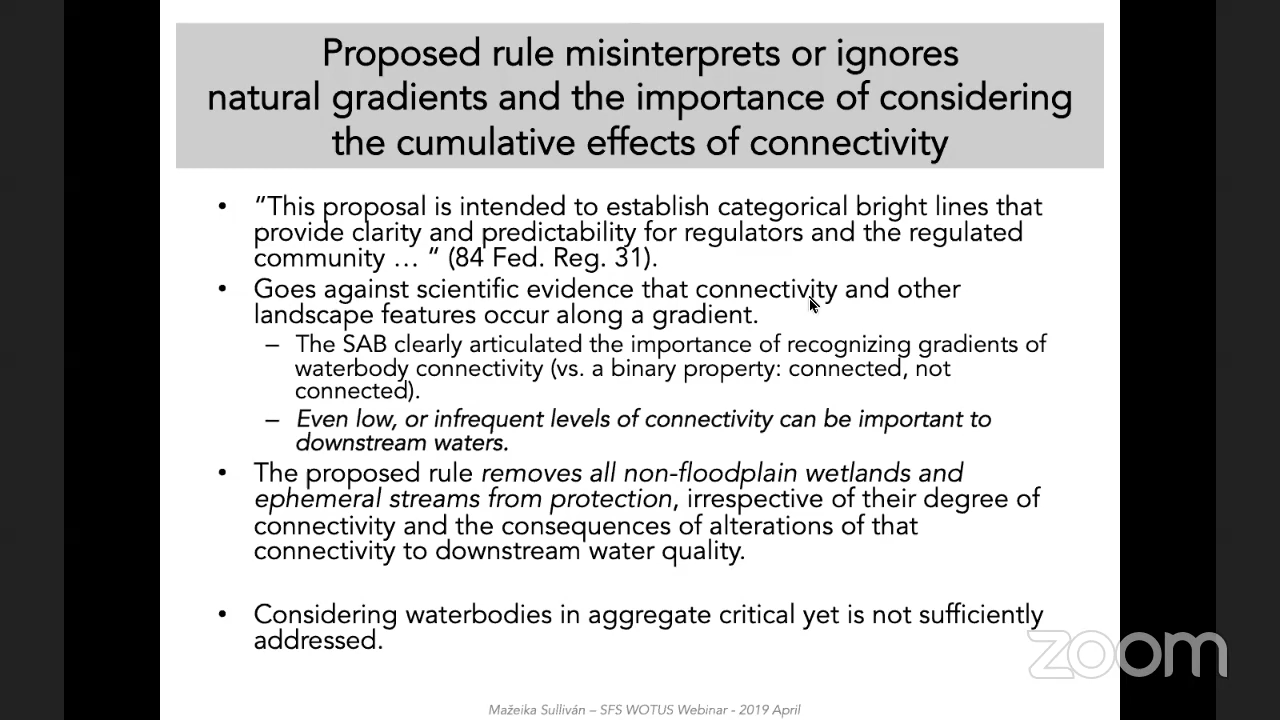 Proposed rule misinterprets or ignores
natural gradients and the importance of considering
the cumulative effects of connectivity
• “This proposal is intended to establish categorical bright lines that
provide clarity and predictability for regulators and the regulated
community … “ (84 Fed. Reg. 31).
• Goes against scientific evidence that connectivity and other
landscape features occur along a gradient.
– The SAB clearly articulated the importance of recognizing gradients of
waterbody connectivity (vs. a binary property: connected, not
connected).
– Even low, or infrequent levels of connectivity can be important to
downstream waters.
• The proposed rule removes all non-floodplain wetlands and
ephemeral streams from protection, irrespective of their degree of
connectivity and the consequences of alterations of that
connectivity to downstream water quality.
• Considering waterbodies in aggregate critical yet is not sufficiently
addressed.
zoom
Mažeika Sullivan – SFS WOTUS Webinar - 2019 April